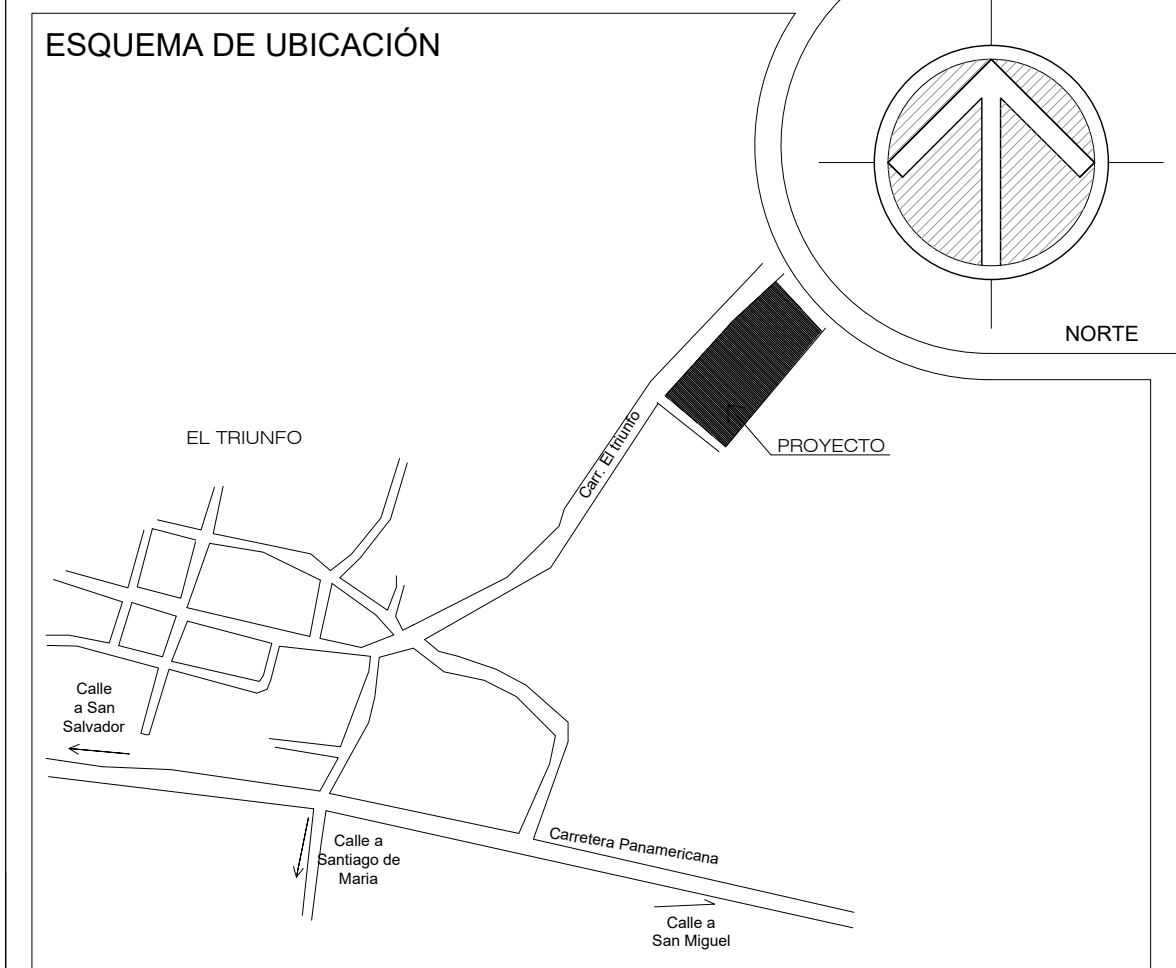 ESQUEMA DE UBICACIÓN
NORTE
EL TRIUNFO
Carr. El triunfo
PROYECTO
Calle
a San
Salvador
Calle a
Santiago de
Maria
Carretera Panamericana
Calle a
San Miguel